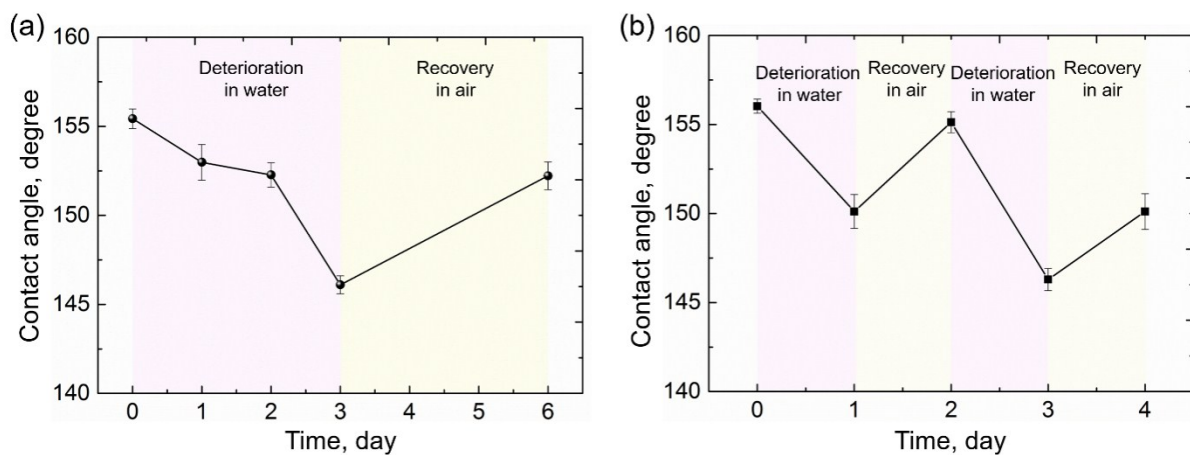 (a)
160
155
150
145
140
Contact angle, degree
Deterioration
in water
Recovery
in air
0 1 2 3 4 5 6
Time, day
(b)
160
155
150
145
140
Contact angle, degree
Deterioration
in water
Recovery
in air
Deterioration
in water
Recovery
in air
0 1 2 3 4
Time, day